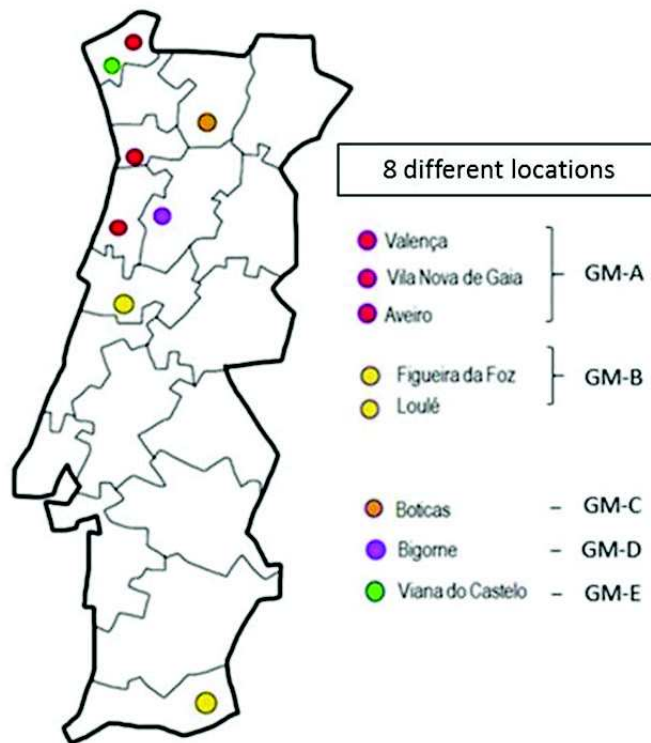 8 different locations
Valença
Vila Nova de Gaia
Aveiro
GM-A
Figueira da Foz
Loulé
GM-B
Boticas – GM-C
Bigorne – GM-D
Viana do Castelo – GM-E